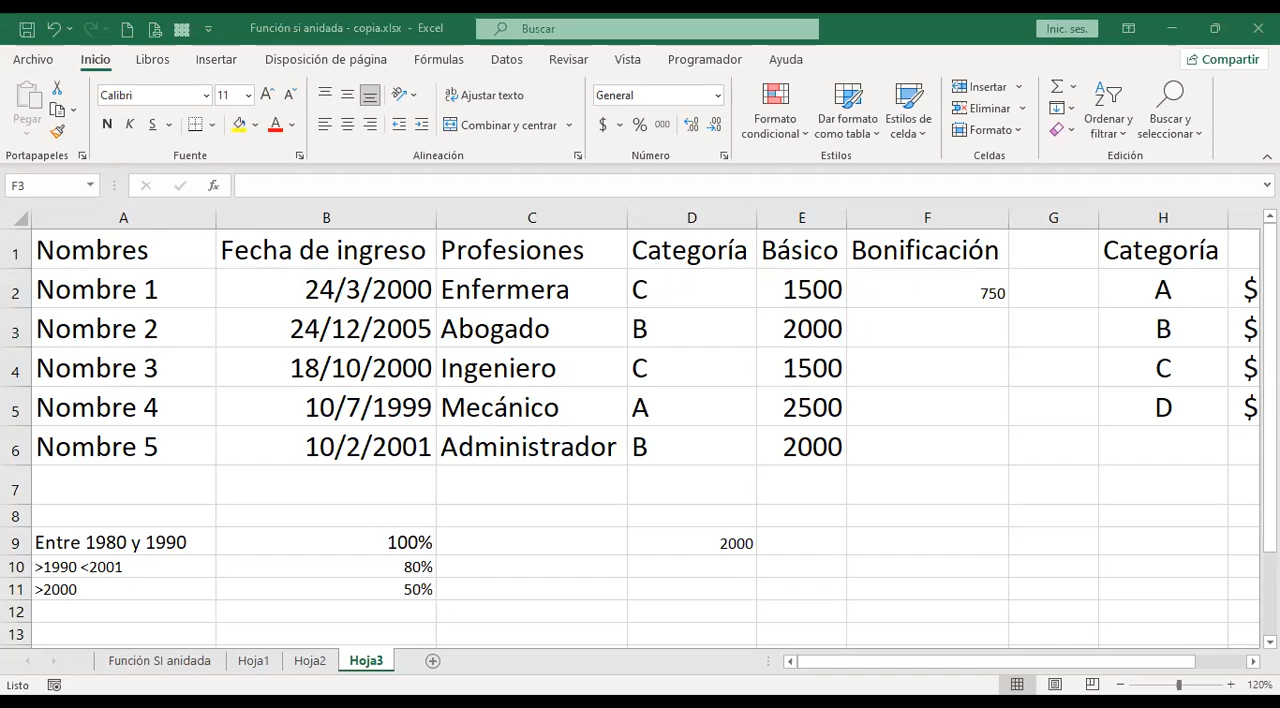 Función si anidada - copia.xlsx - Excel
Buscar
Inic. ses.
Archivo Inicio Libros Insertar Disposición de página Fórmulas Datos Revisar Vista Programador Ayuda Compartir
Pegar
Portapapeles
Calibri 11
N K S
Fuente
Ajustar texto
Combinar y centrar
Alineación
General
$ % 000
Número
Formato condicional
Dar formato como tabla
Estilos de celda
Estilos
Insertar
Eliminar
Formato
Celdas
Ordenar y filtrar
Buscar y seleccionar
Edición
F3 fx
A B C D E F G H
1 Nombres Fecha de ingreso Profesiones Categoría Básico Bonificación Categoría
2 Nombre 1 24/3/2000 Enfermera C 1500 750 A $
3 Nombre 2 24/12/2005 Abogado B 2000 B $
4 Nombre 3 18/10/2000 Ingeniero C 1500 C $
5 Nombre 4 10/7/1999 Mecánico A 2500 D $
6 Nombre 5 10/2/2001 Administrador B 2000
7
8
9 Entre 1980 y 1990 100% 2000
10 >1990 <2001 80%
11 >2000 50%
12
13
Función SI anidada Hoja1 Hoja2 Hoja3
Listo 120%